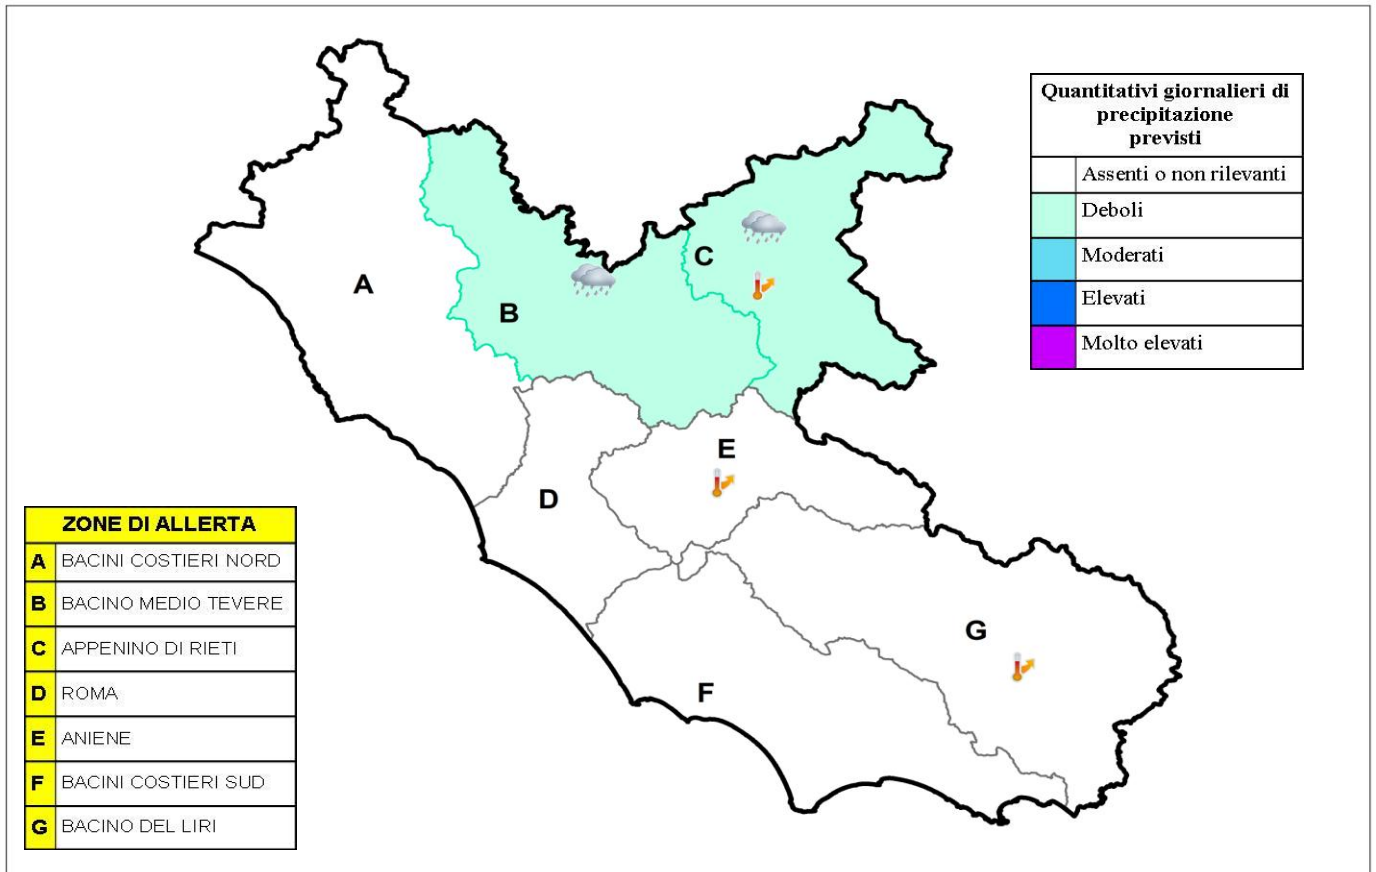 Quantitativi giornalieri di
precipitazione
previsti
Assenti o non rilevanti
Deboli
Moderati
Elevati
Molto elevati
A
B
C
D
E
F
G
ZONE DI ALLERTA
A BACINI COSTIERI NORD
B BACINO MEDIO TEVERE
C APPENINO DI RIETI
D ROMA
E ANIENE
F BACINI COSTIERI SUD
G BACINO DEL LIRI